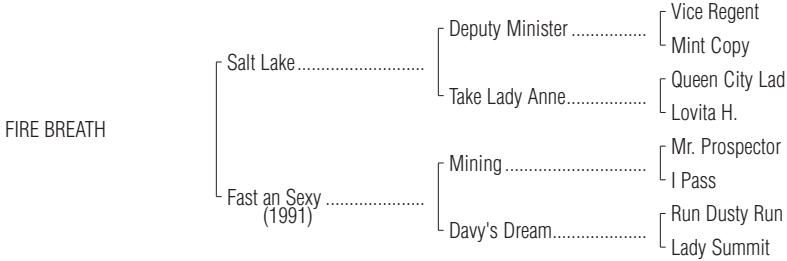 Vice Regent
Deputy Minister ................
Mint Copy
Salt Lake..........................
Queen City Lad
Take Lady Anne.................
Lovita H.
FIRE BREATH
Mr. Prospector
Mining ..............................
I Pass
Fast an Sexy ....................
(1991)
Run Dusty Run
Davy's Dream....................
Lady Summit